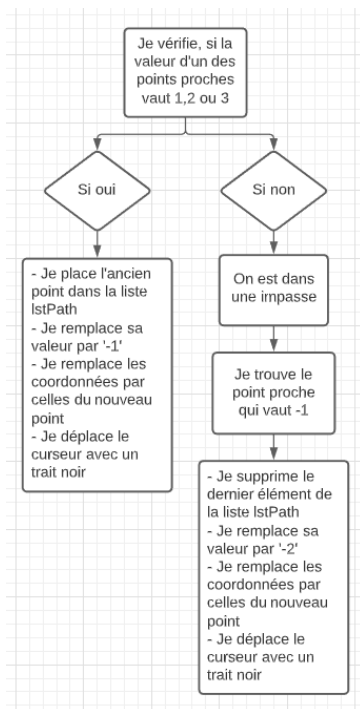 Je vérifie, si la
valeur d'un des
points proches
vaut 1,2 ou 3
Si oui
Si non
- Je place l'ancien
point dans la liste
lstPath
- Je remplace sa
valeur par '-1'
- Je remplace les
coordonnées par
celles du nouveau
point
- Je déplace le
curseur avec un
trait noir
On est dans
une impasse
Je trouve le
point proche
qui vaut -1
- Je supprime le
dernier élément de
la liste lstPath
- Je remplace sa
valeur par '-2'
- Je remplace les
coordonnées par
celles du nouveau
point
- Je déplace le
curseur avec un
trait noir